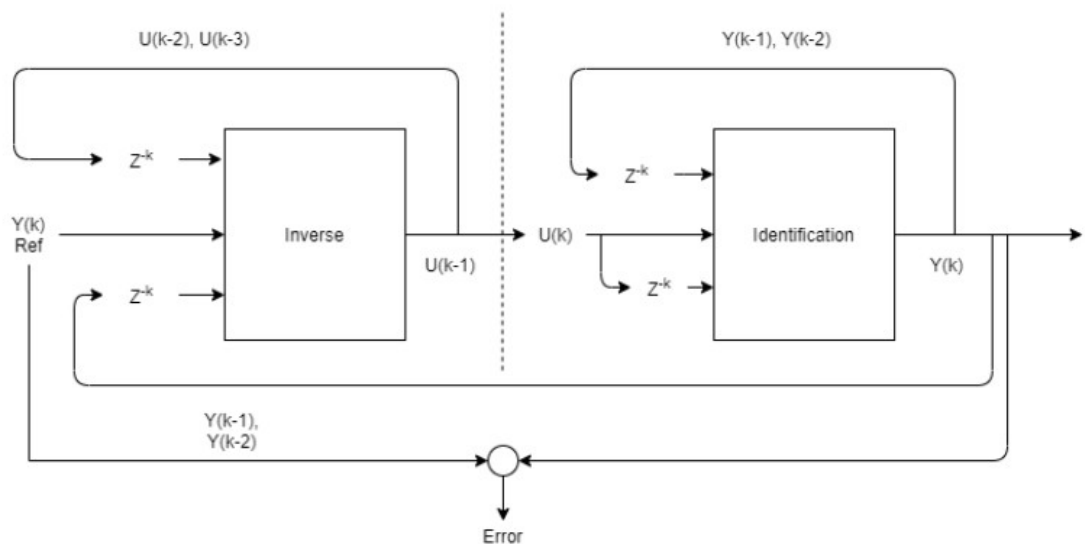 U(k-2), U(k-3)
Y(k-1), Y(k-2)
Z-k
Z-k
Y(k)
Ref
Inverse
U(k)
Identification
U(k-1)
Y(k)
Z-k
Z-k
Y(k-1),
Y(k-2)
Error